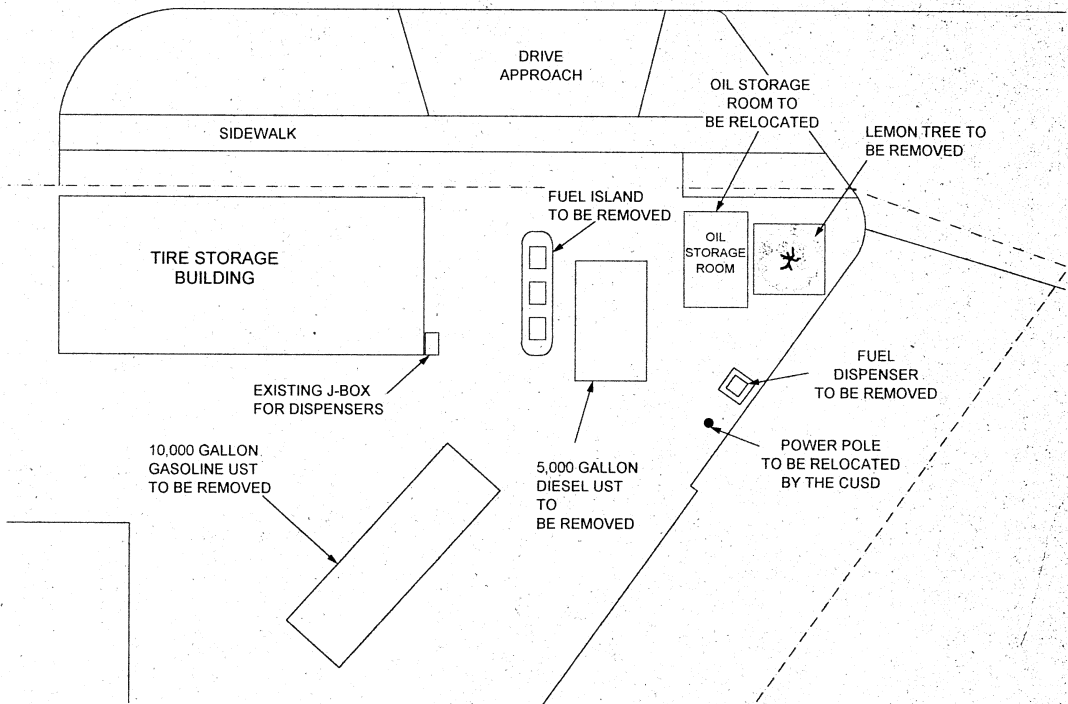 DRIVE
APPROACH
OIL STORAGE
ROOM TO
BE RELOCATED
SIDEWALK
LEMON TREE TO
BE REMOVED
FUEL ISLAND
TO BE REMOVED
TIRE STORAGE
BUILDING
OIL
STORAGE
ROOM
EXISTING J-BOX
FOR DISPENSERS
FUEL
DISPENSER
TO BE REMOVED
10,000 GALLON
GASOLINE UST
TO BE REMOVED
5,000 GALLON
DIESEL UST
TO
BE REMOVED
POWER POLE
TO BE RELOCATED
BY THE CUSD